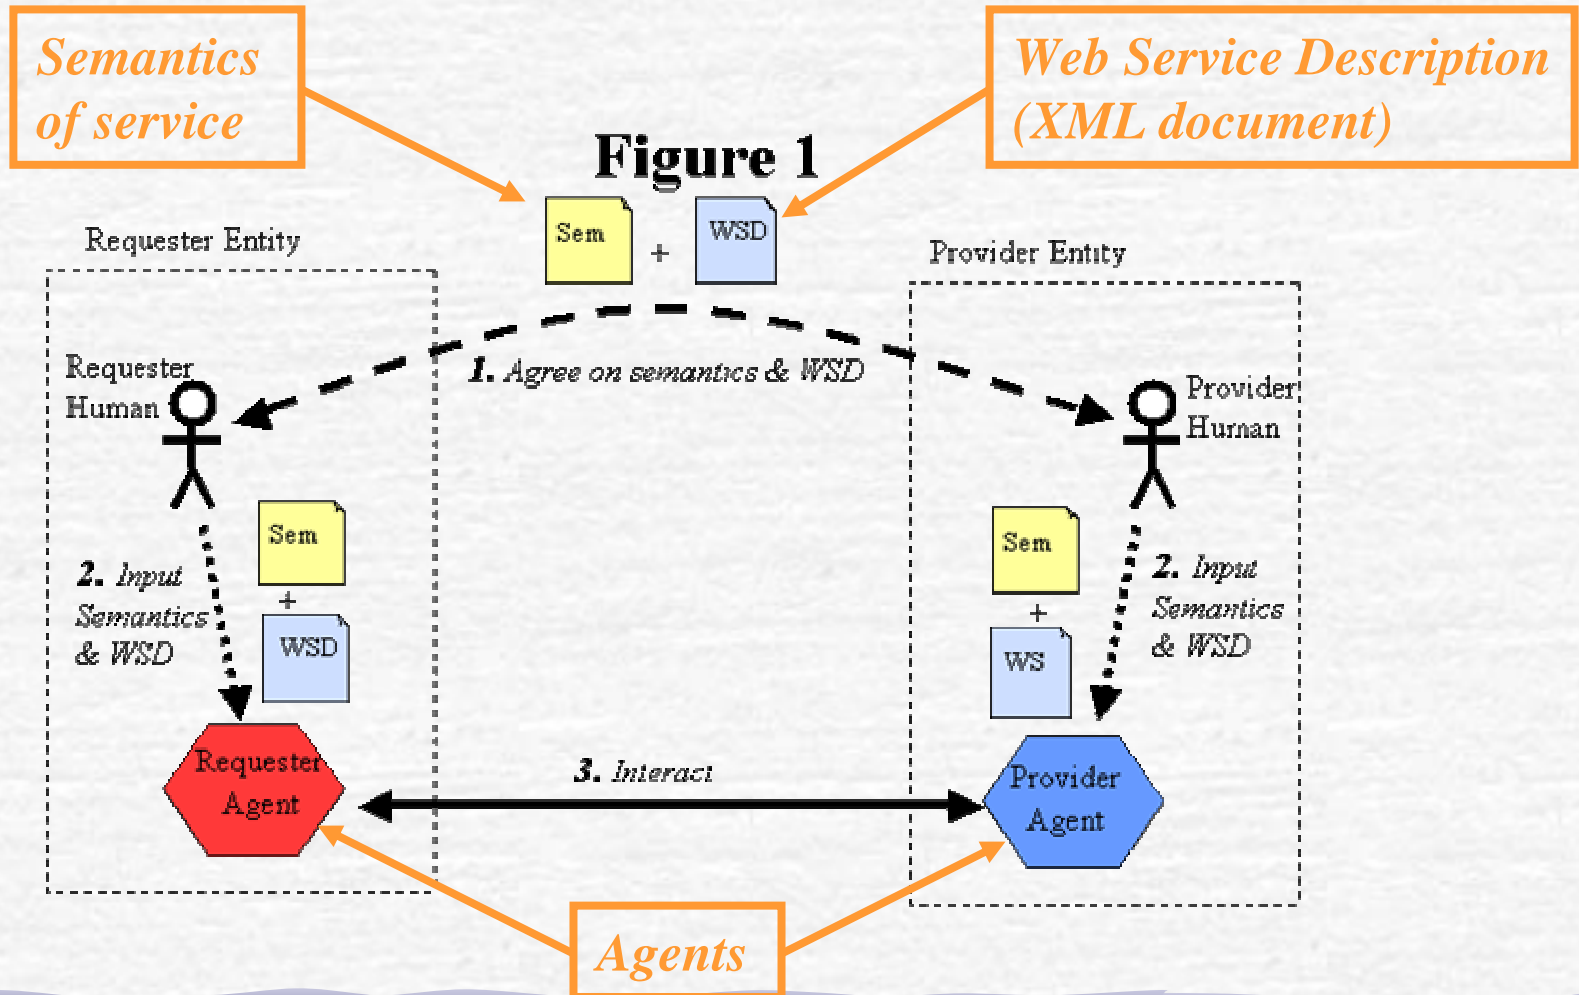 Semantics
of service
Web Service Description
(XML document)
Figure 1
Sem
+
WSD
Requester Entity
Provider Entity
1. Agree on semantics & WSD
Requester
Human
Provider
Human
Sem
+
WSD
2. Input
Semantics
& WSD
Sem
+
WS
2. Input
Semantics
& WSD
Requester
Agent
3. Interact
Provider
Agent
Agents